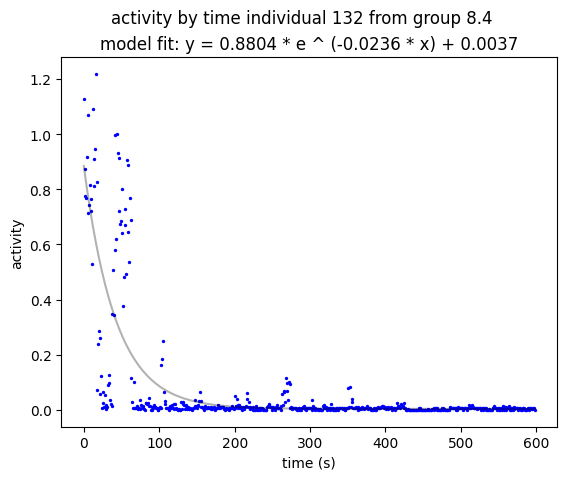 activity by time individual 132 from group 8.4
model fit: y = 0.8804 * e ^ (-0.0236 * x) + 0.0037
1.2
1.0
0.8
0.6
0.4
0.2
0.0
activity
0 100 200 300 400 500 600
time (s)